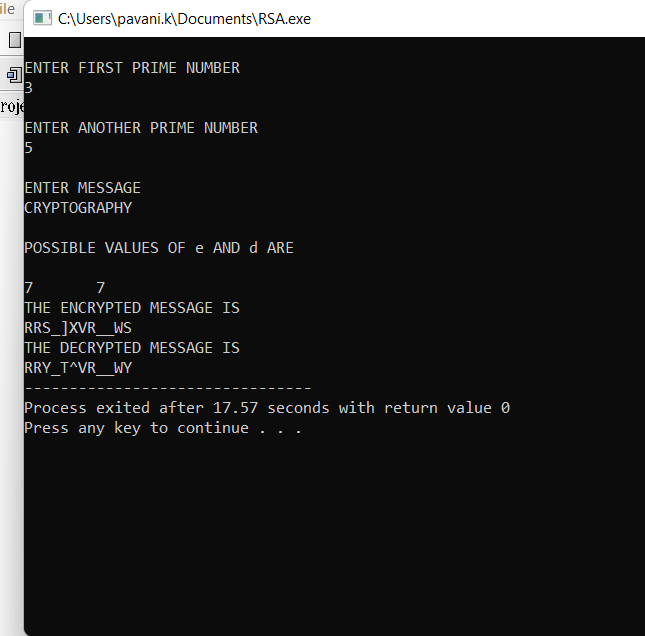 ile
C:\Users\pavani.k\Documents\RSA.exe
roje
ENTER FIRST PRIME NUMBER
3
ENTER ANOTHER PRIME NUMBER
5
ENTER MESSAGE
CRYPTOGRAPHY
POSSIBLE VALUES OF e AND d ARE
7       7
THE ENCRYPTED MESSAGE IS
RRS_]XVR__WS
THE DECRYPTED MESSAGE IS
RRY_T^VR__WY
--------------------------------
Process exited after 17.57 seconds with return value 0
Press any key to continue . . .